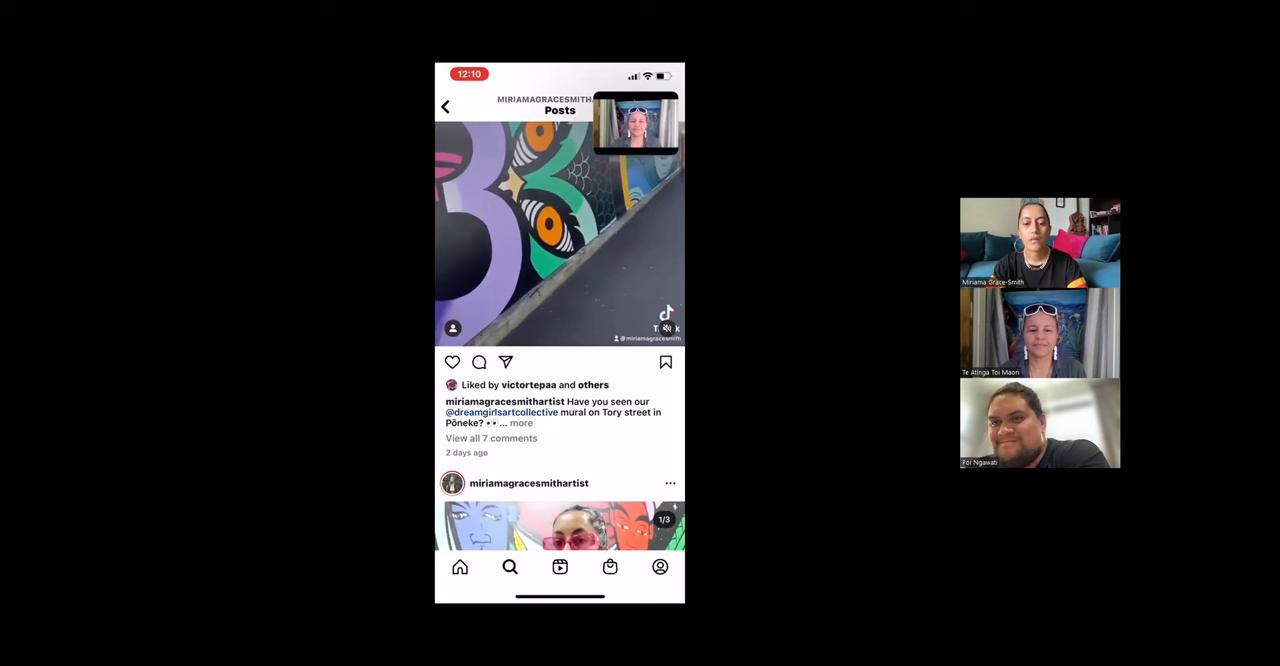 12:10
MIRIAMAGRACESMITH
Posts
@miriamagracesmith
Liked by victortepaa and others
miriamagracesmithartist Have you seen our
@dreamgirlsartcollective mural on Tory street in
Pōneke? 👀... more
View all 7 comments
2 days ago
miriamagracesmithartist
1/3
Miriama Grace-Smith
Te Atinga Toi Maori
Poi Ngawati